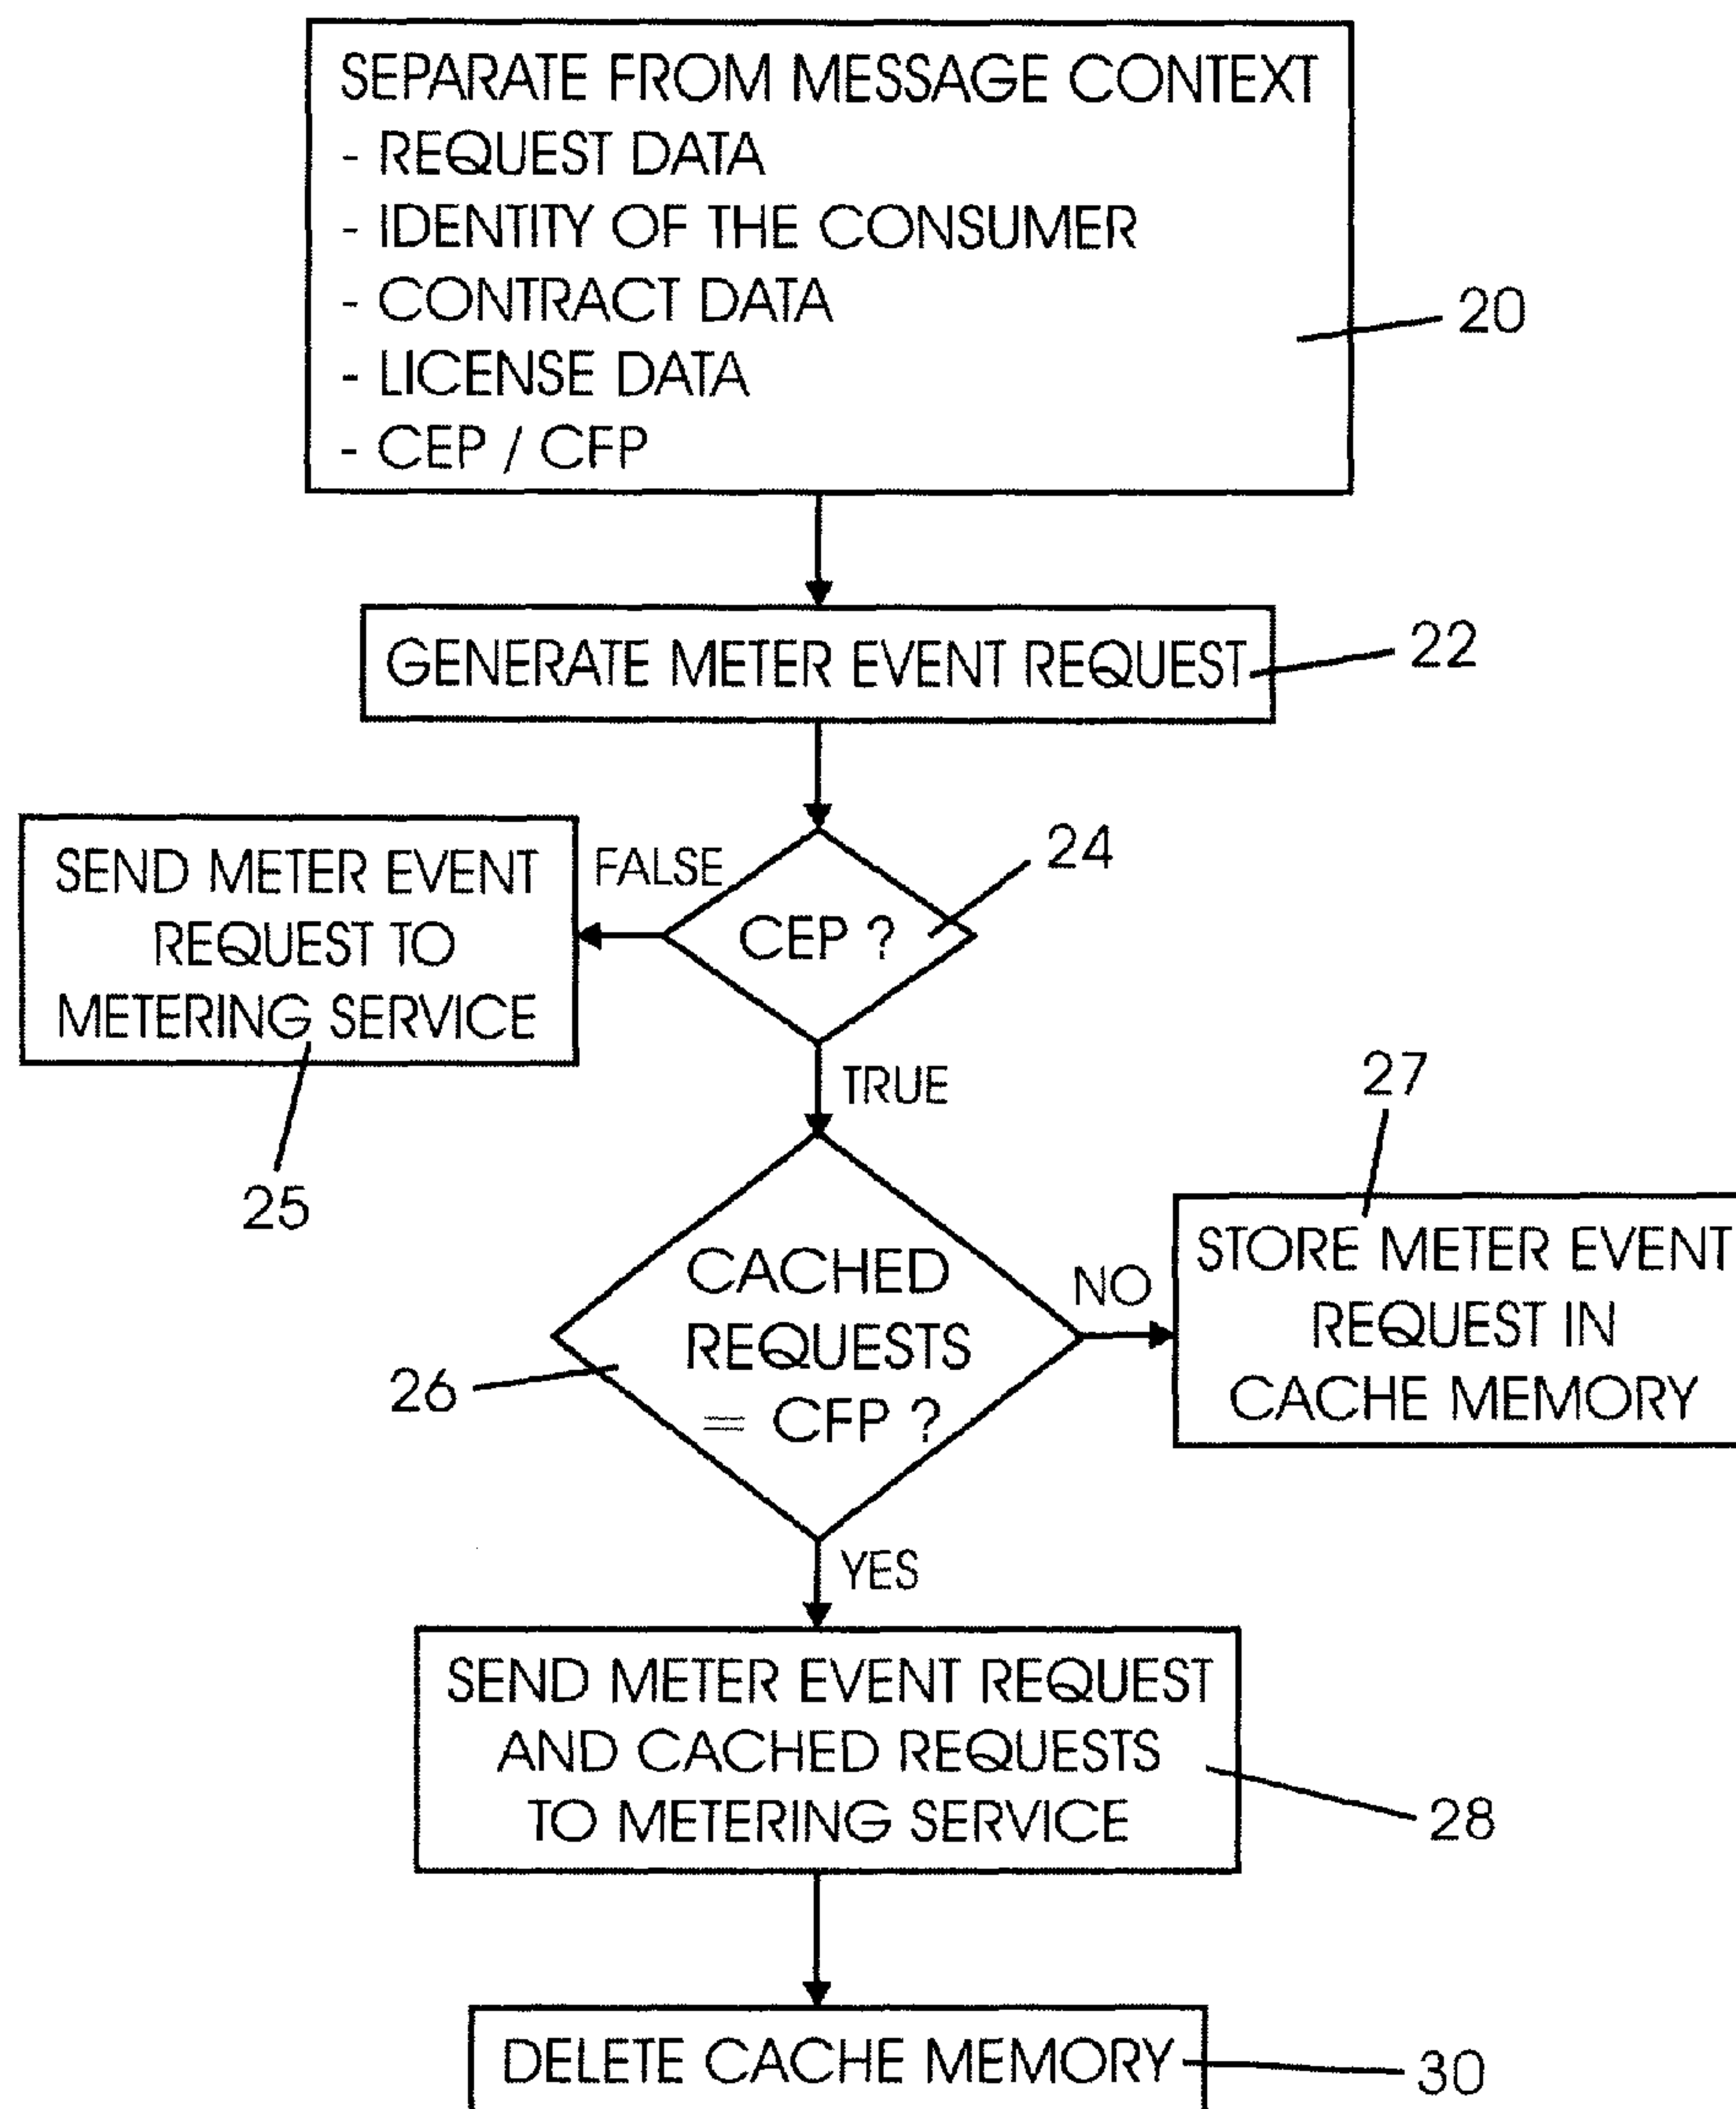 SEPARATE FROM MESSAGE CONTEXT
- REQUEST DATA
- IDENTITY OF THE CONSUMER
- CONTRACT DATA
- LICENSE DATA
- CEP / CFP
20
GENERATE METER EVENT REQUEST
22
SEND METER EVENT
REQUEST TO
METERING SERVICE
25
FALSE
CEP ?
24
TRUE
CACHED
REQUESTS
= CFP ?
26
NO
27
STORE METER EVENT
REQUEST IN
CACHE MEMORY
YES
SEND METER EVENT REQUEST
AND CACHED REQUESTS
TO METERING SERVICE
28
DELETE CACHE MEMORY
30